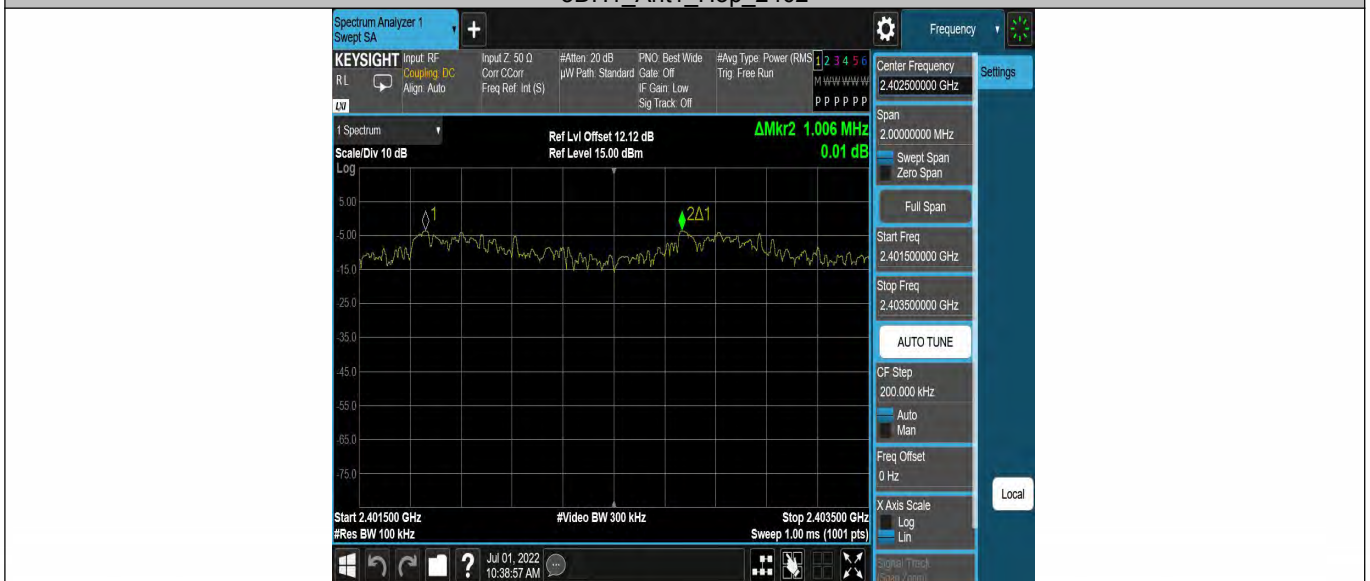 Spectrum Analyzer 1
Swept SA
+
Frequency
KEYSIGHT
RL
LXI
Input: RF
Coupling: DC
Align: Auto
Input Z: 50 Ω
Corr CCorr
Freq Ref: Int (S)
#Atten: 20 dB
µW Path: Standard
PNO: Best Wide
Gate: Off
IF Gain: Low
Sig Track: Off
#Avg Type: Power (RMS
Trig: Free Run
1 2 3 4 5 6
M W W W W W
P P P P P P
1 Spectrum
Scale/Div 10 dB
Log
Ref Lvl Offset 12.12 dB
Ref Level 15.00 dBm
ΔMkr2 1.006 MHz
0.01 dB
1
2Δ1
5.00
-5.00
-15.0
-25.0
-35.0
-45.0
-55.0
-65.0
-75.0
Start 2.401500 GHz
#Res BW 100 kHz
#Video BW 300 kHz
Stop 2.403500 GHz
Sweep 1.00 ms (1001 pts)
?
Jul 01, 2022
10:38:57 AM
Center Frequency
2.402500000 GHz
Settings
Span
2.00000000 MHz
Swept Span
Zero Span
Full Span
Start Freq
2.401500000 GHz
Stop Freq
2.403500000 GHz
AUTO TUNE
CF Step
200.000 kHz
Auto
Man
Freq Offset
0 Hz
X Axis Scale
Log
Lin
Local
Signal Track
(Span Zoom)